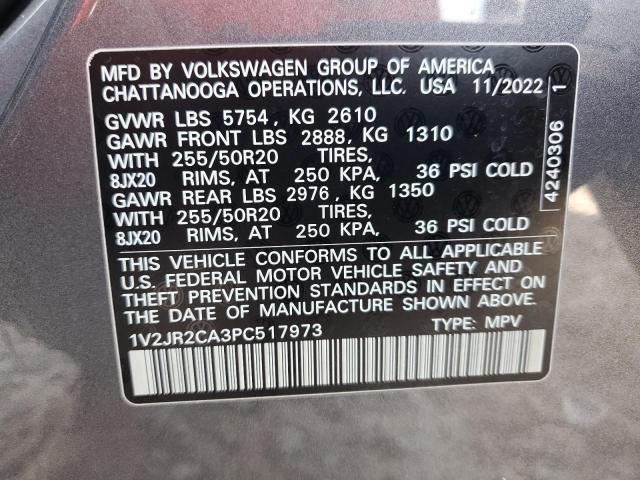 MFD BY VOLKSWAGEN GROUP OF AMERICA
CHATTANOOGA OPERATIONS, LLC. USA 11/2022
GVWR LBS 5754, KG 2610
GAWR FRONT LBS 2888, KG 1310
WITH 255/50R20 TIRES,
8JX20 RIMS, AT 250 KPA, 36 PSI COLD
GAWR REAR LBS 2976, KG 1350
WITH 255/50R20 TIRES,
8JX20 RIMS, AT 250 KPA, 36 PSI COLD
THIS VEHICLE CONFORMS TO ALL APPLICABLE
U.S. FEDERAL MOTOR VEHICLE SAFETY AND
THEFT PREVENTION STANDARDS IN EFFECT ON
THE DATE OF MANUFACTURE SHOWN ABOVE.
1V2JR2CA3PC517973 TYPE: MPV
4240306 1